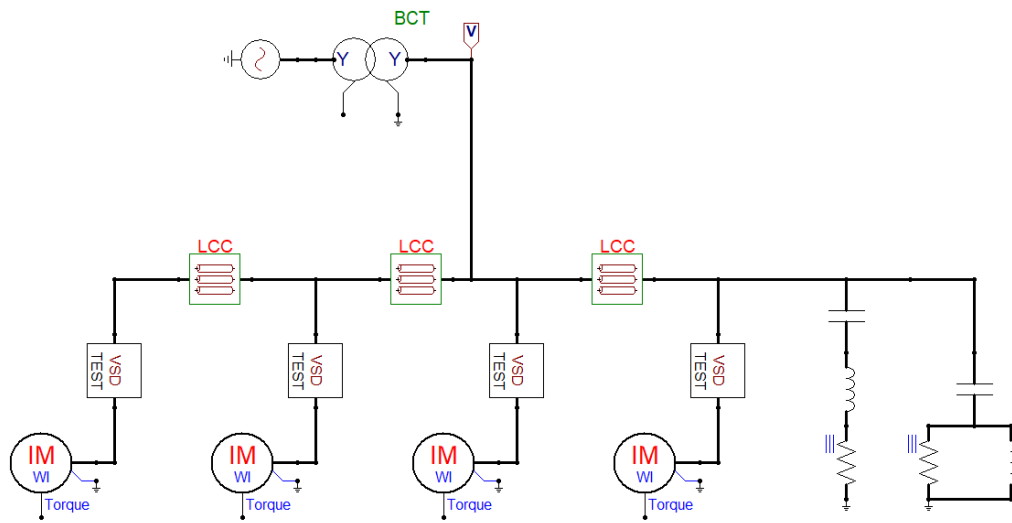 BCT
V
Y Y
LCC LCC LCC
VSD TEST VSD TEST VSD TEST VSD TEST
IM IM IM IM
WI WI WI WI
Torque Torque Torque Torque